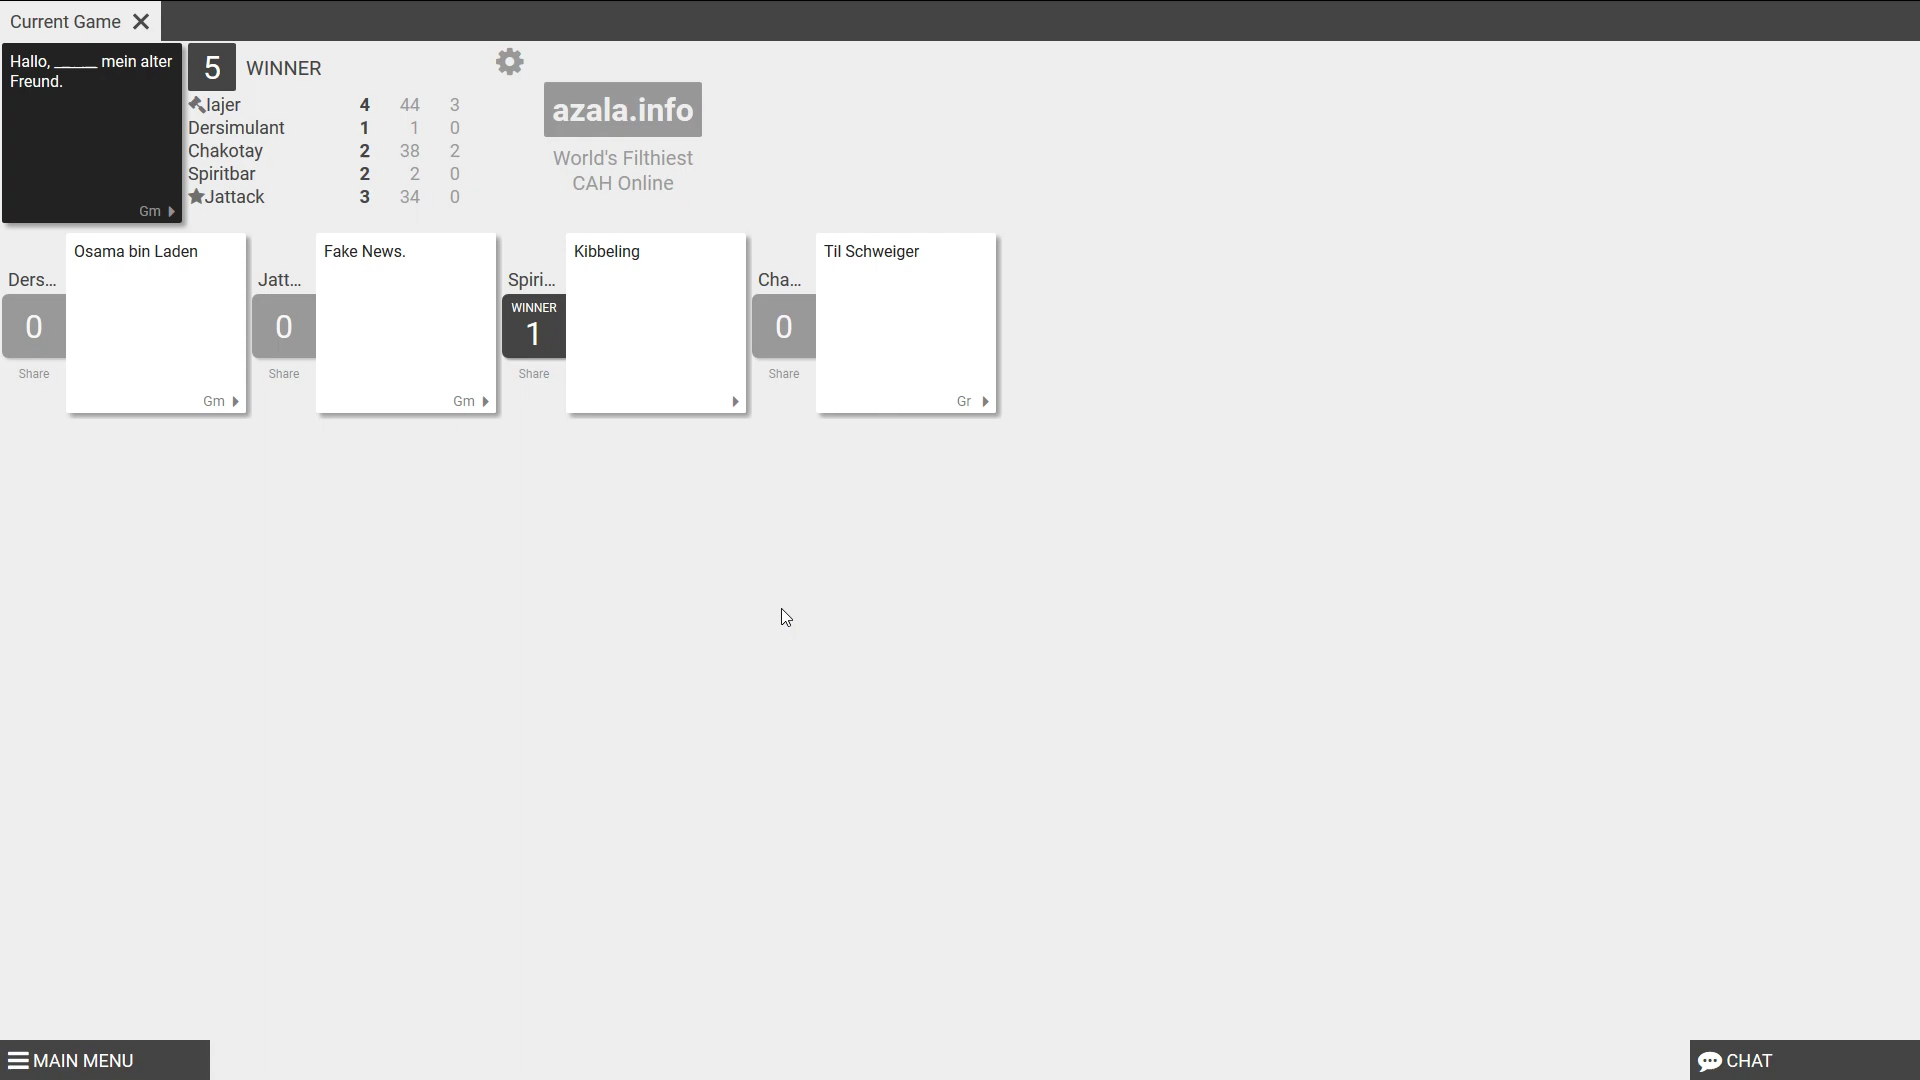 Current Game
Hallo, _____ mein alter
Freund.
Gm
5 WINNER
lajer 4 44 3
Dersimulant 1 1 0
Chakotay 2 38 2
Spiritbar 2 2 0
Jattack 3 34 0
azala.info
World's Filthiest
CAH Online
Ders...
0
Share
Osama bin Laden
Gm
Jatt...
0
Share
Fake News.
Gm
Spiri...
WINNER
1
Share
Kibbeling
Cha...
0
Share
Til Schweiger
Gr
MAIN MENU
CHAT